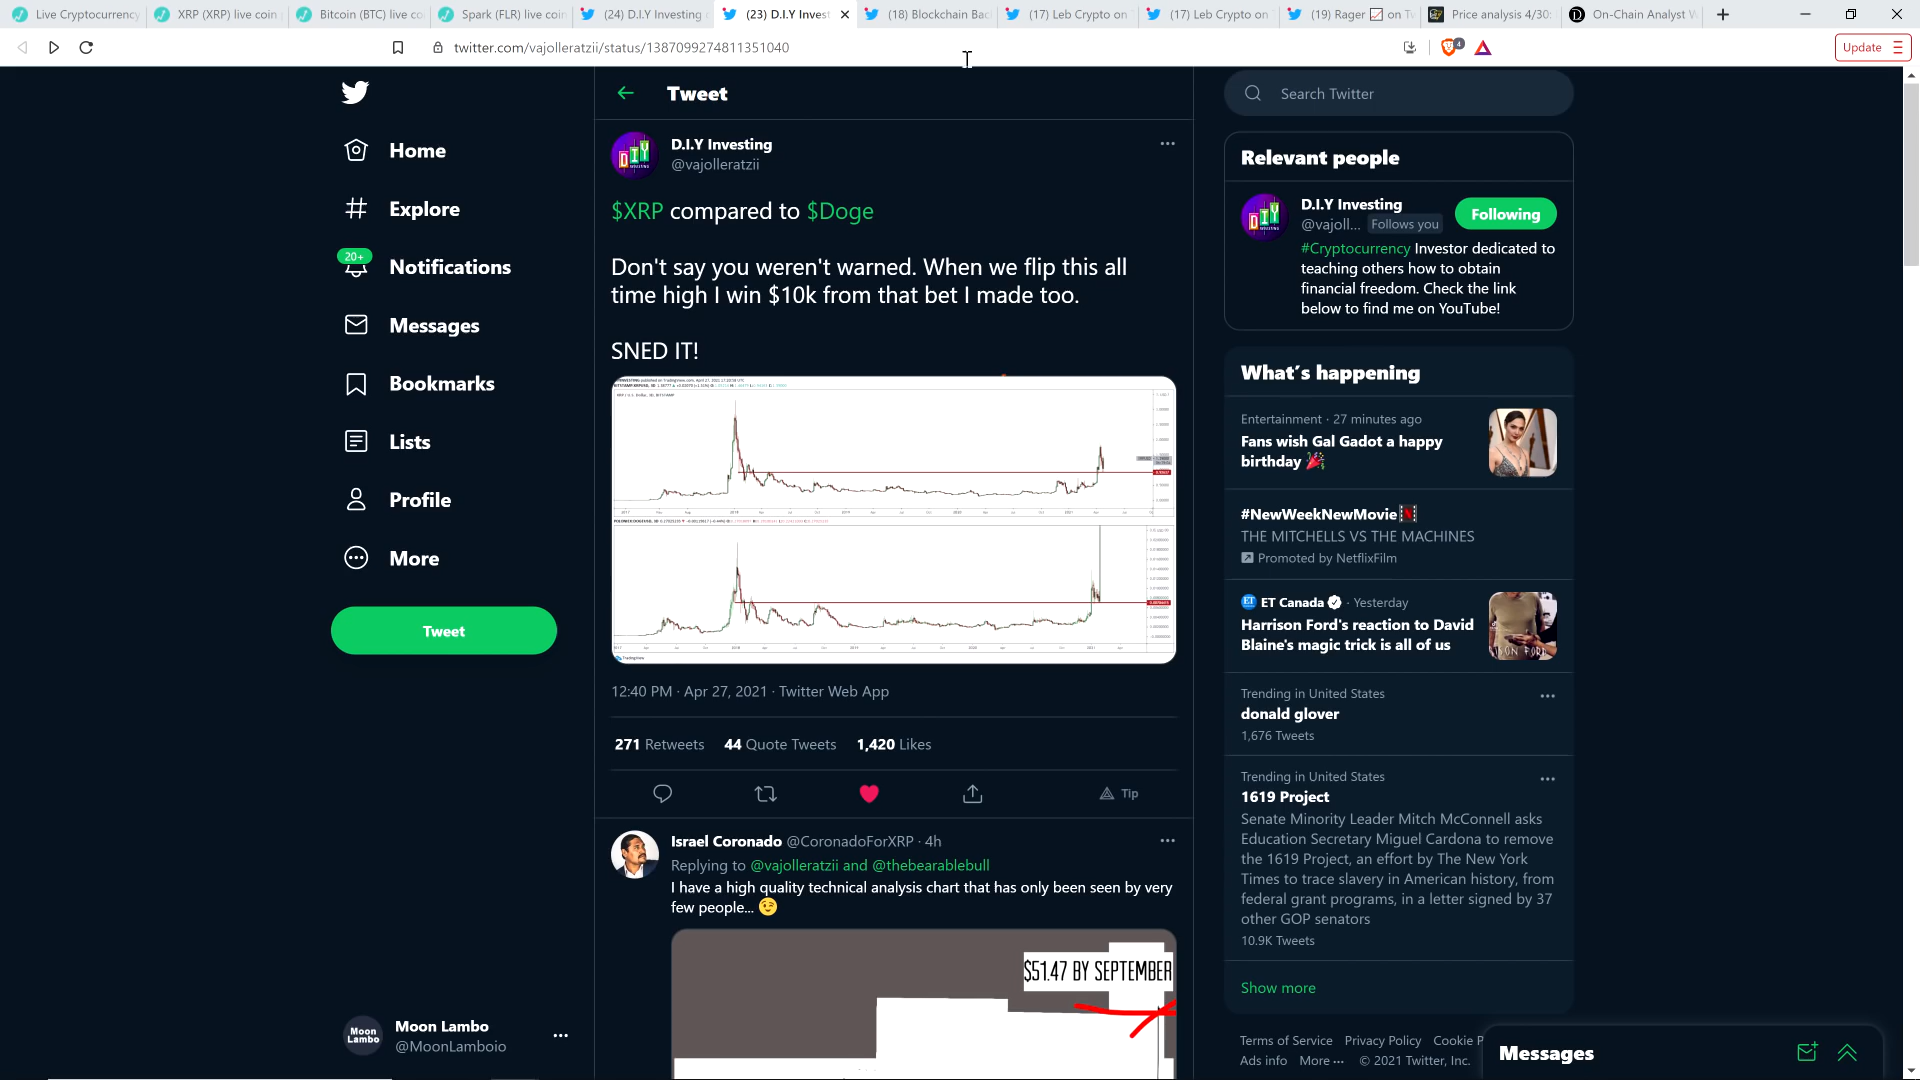 Live Cryptocurrency
XRP (XRP) live coin
Bitcoin (BTC) live co
Spark (FLR) live coin
(24) D.I.Y Investing
(23) D.I.Y Invest
(18) Blockchain Bac
(17) Leb Crypto on
(17) Leb Crypto on
(19) Rager 📈 on Tw
Price analysis 4/30:
On-Chain Analyst W
twitter.com/vajolleratzii/status/1387099274811351040
4
Update
Home
Explore
20+
Notifications
Messages
Bookmarks
Lists
Profile
More
Tweet
Moon Lambo
Moon Lambo
@MoonLamboio
Tweet
DIY
D.I.Y Investing
@vajolleratzii
$XRP compared to $Doge
Don't say you weren't warned. When we flip this all
time high I win $10k from that bet I made too.
SNED IT!
TradingView
12:40 PM · Apr 27, 2021 · Twitter Web App
271 Retweets 44 Quote Tweets 1,420 Likes
Tip
Israel Coronado @CoronadoForXRP · 4h
Replying to @vajolleratzii and @thebearablebull
I have a high quality technical analysis chart that has only been seen by very
few people... 😉
$51.47 BY SEPTEMBER
Search Twitter
Relevant people
DIY
D.I.Y Investing
@vajoll... Follows you
Following
#Cryptocurrency Investor dedicated to
teaching others how to obtain
financial freedom. Check the link
below to find me on YouTube!
What's happening
Entertainment · 27 minutes ago
Fans wish Gal Gadot a happy
birthday 🎉
#NewWeekNewMovie
THE MITCHELLS VS THE MACHINES
Promoted by NetflixFilm
ET Canada · Yesterday
Harrison Ford's reaction to David
Blaine's magic trick is all of us
Trending in United States
donald glover
1,676 Tweets
Trending in United States
1619 Project
Senate Minority Leader Mitch McConnell asks
Education Secretary Miguel Cardona to remove
the 1619 Project, an effort by The New York
Times to trace slavery in American history, from
federal grant programs, in a letter signed by 37
other GOP senators
10.9K Tweets
Show more
Terms of Service Privacy Policy Cookie P
Ads info More ··· © 2021 Twitter, Inc.
Messages